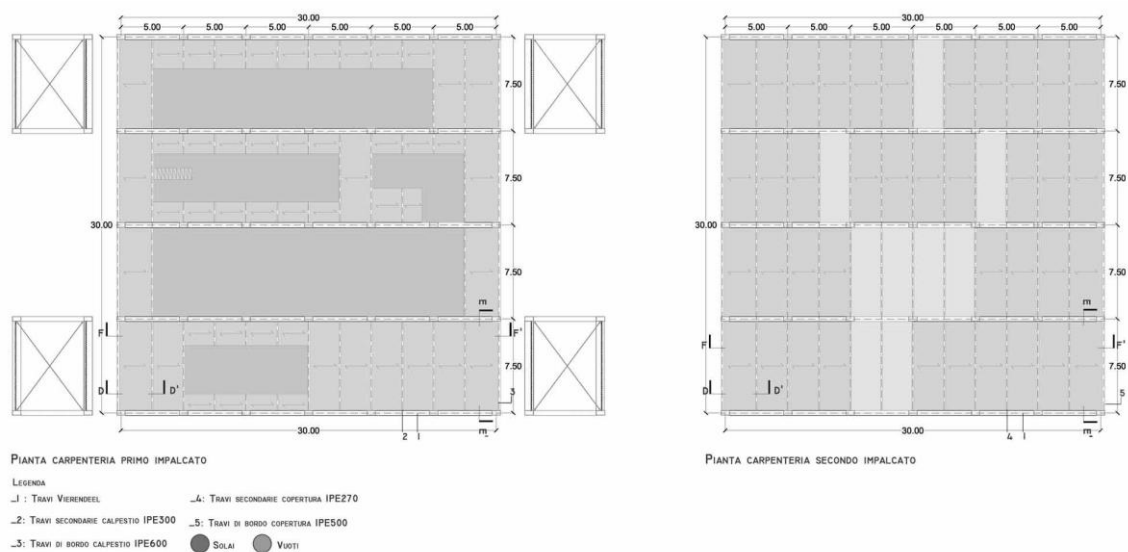 30.00 30.00
5.00 5.00 5.00 5.00 5.00 5.00 5.00 5.00 5.00 5.00 5.00 5.00
7.50 7.50
7.50 7.50
30.00 30.00
7.50 7.50
m m
F F' F F'
7.50 7.50
D D' D D'
3 5
30.00 2 1 m_ 30.00 4 1 m_
Pianta carpenteria primo impalcato Pianta carpenteria secondo impalcato
Legenda
_1 : Travi Vierendeel _4: Travi secondarie copertura IPE270
_2: Travi secondarie calpestio IPE300 _5: Travi di bordo copertura IPE500
_3: Travi di bordo calpestio IPE600 Solai Vuoti